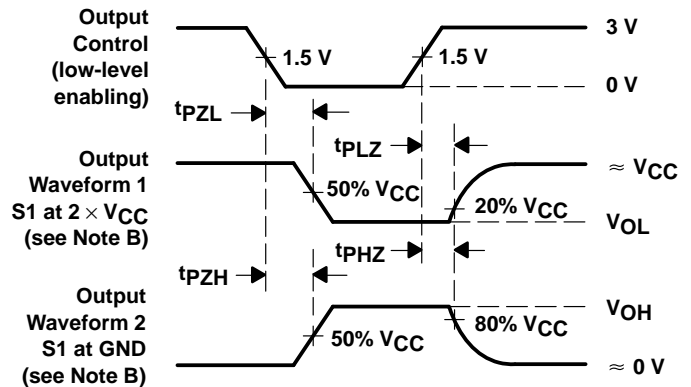 Output
Control
(low-level
enabling)
1.5 V
1.5 V
3 V
0 V
tPZL
tPLZ
Output
Waveform 1
S1 at 2 × VCC
(see Note B)
50% VCC
20% VCC
≈ VCC
VOL
tPZH
tPHZ
Output
Waveform 2
S1 at GND
(see Note B)
50% VCC
80% VCC
VOH
≈ 0 V